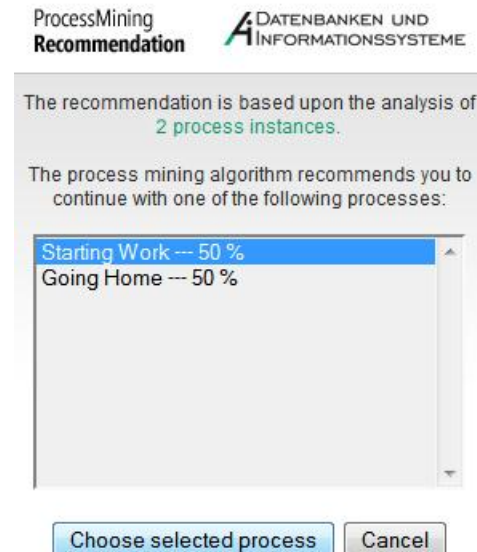 ProcessMining
Recommendation
DATENBANKEN UND
INFORMATIONSSYSTEME
The recommendation is based upon the analysis of
2 process instances.
The process mining algorithm recommends you to
continue with one of the following processes:
Starting Work --- 50 %
Going Home --- 50 %
Choose selected process
Cancel